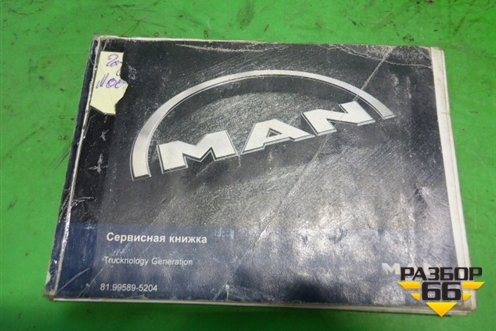 MAN
Сервисная книжка
Trucknology Generation
81.99589-5204
РАЗБОР
66